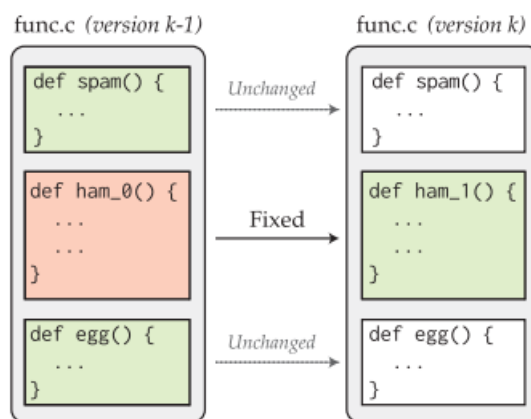 func.c (version k-1)
def spam() {
...
}
def ham_0() {
...
...
}
def egg() {
...
}
Unchanged
Fixed
Unchanged
func.c (version k)
def spam() {
...
}
def ham_1() {
...
...
}
def egg() {
...
}